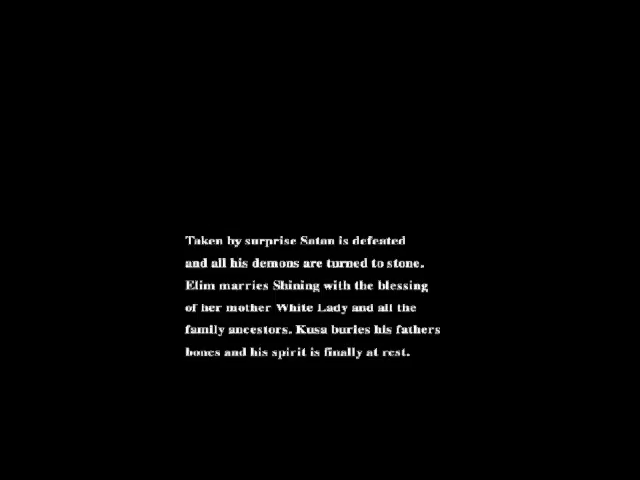 Taken by surprise Satan is defeated
and all his demons are turned to stone.
Elim marries Shining with the blessing
of her mother White Lady and all the
family ancestors. Kusa buries his fathers
bones and his spirit is finally at rest.